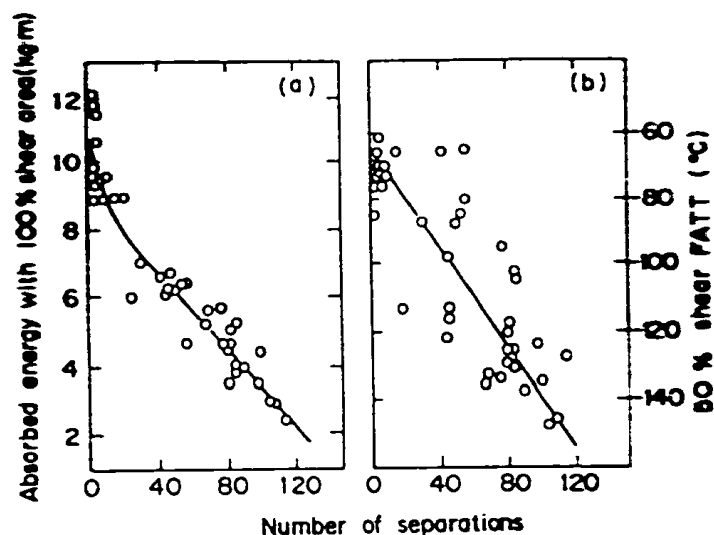 Absorbed energy with 100% shear area(kg·m)
12
10
8
6
4
2
(a)
0 40 80 120
(b)
0 40 80 120
60
80
100
120
140
50 % shear FATT (°C)
Number of separations